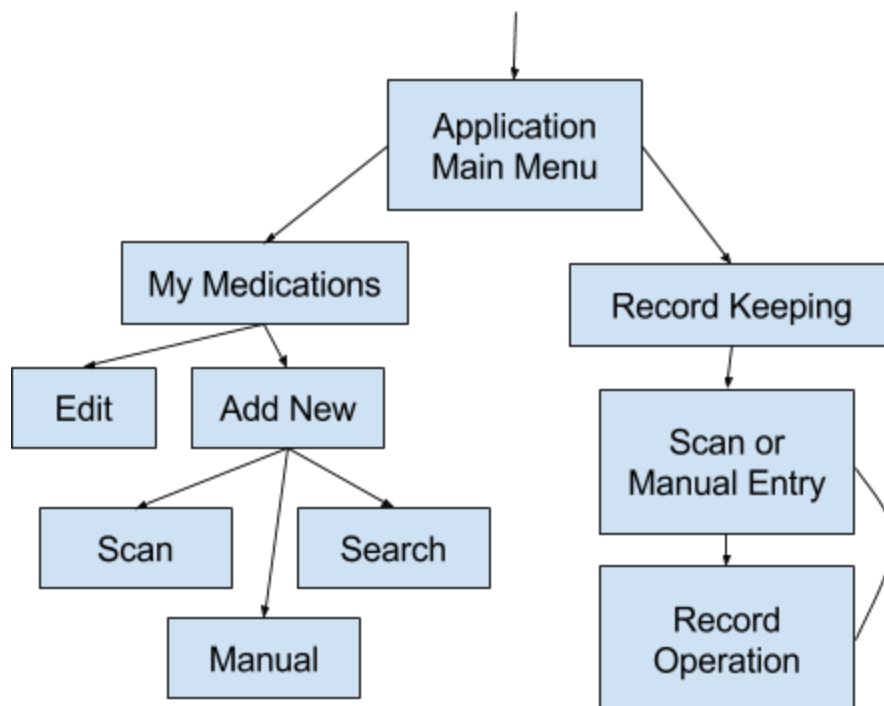 Application
Main Menu
My Medications
Record Keeping
Edit
Add New
Scan or
Manual Entry
Scan
Search
Manual
Record
Operation